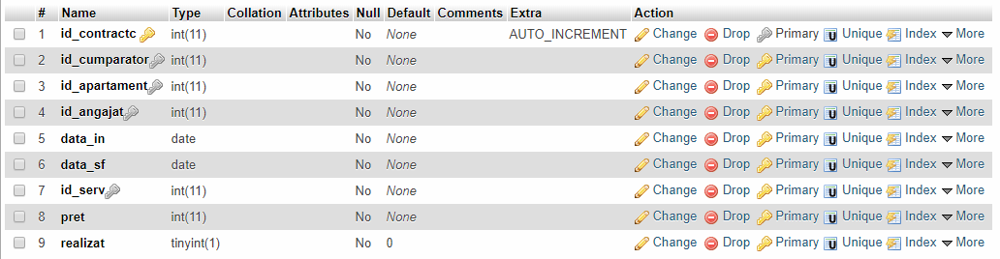 # Name Type Collation Attributes Null Default Comments Extra Action
1 id_contractc int(11) No None AUTO_INCREMENT Change Drop Primary Unique Index More
2 id_cumparator int(11) No None Change Drop Primary Unique Index More
3 id_apartament int(11) No None Change Drop Primary Unique Index More
4 id_angajat int(11) No None Change Drop Primary Unique Index More
5 data_in date No None Change Drop Primary Unique Index More
6 data_sf date No None Change Drop Primary Unique Index More
7 id_serv int(11) No None Change Drop Primary Unique Index More
8 pret int(11) No None Change Drop Primary Unique Index More
9 realizat tinyint(1) No 0 Change Drop Primary Unique Index More